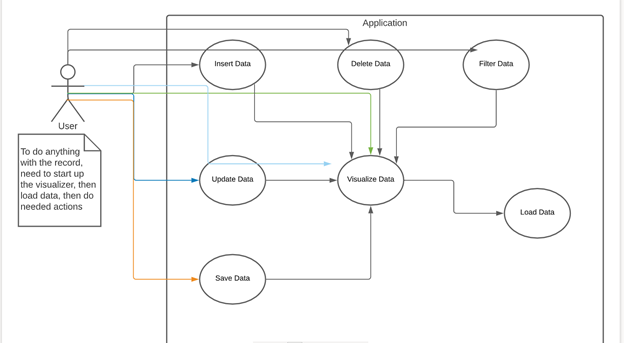 Application
Insert Data
Delete Data
Filter Data
User
To do anything
with the record,
need to start up
the visualizer, then
load data, then do
needed actions
Update Data
Visualize Data
Load Data
Save Data